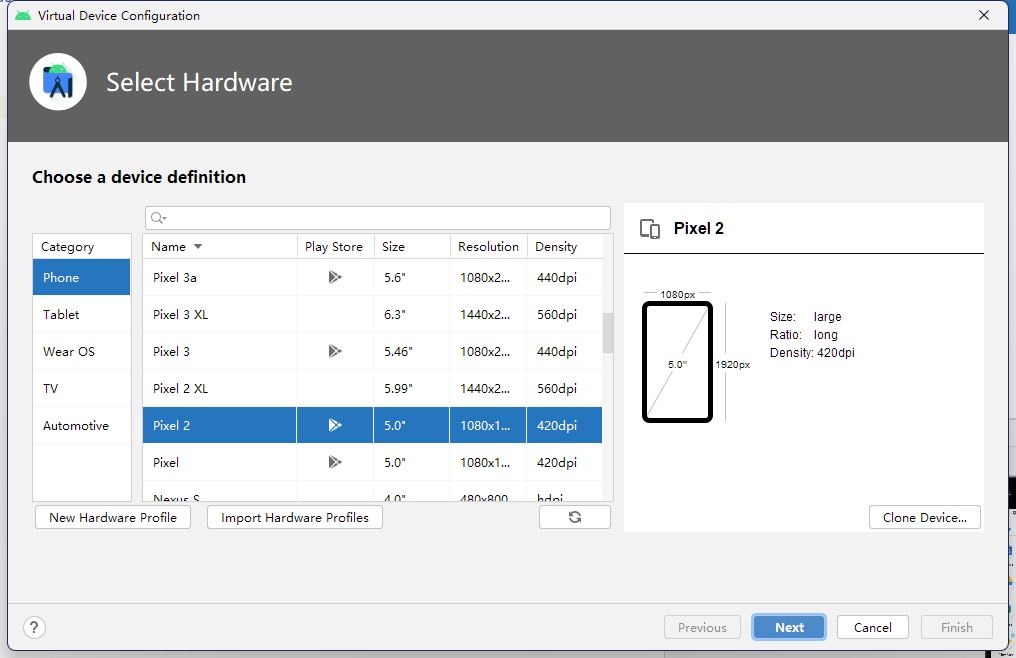 Virtual Device Configuration
Select Hardware
Choose a device definition
Category
Phone
Tablet
Wear OS
TV
Automotive
Name Play Store Size Resolution Density
Pixel 3a 5.6" 1080x2... 440dpi
Pixel 3 XL 6.3" 1440x2... 560dpi
Pixel 3 5.46" 1080x2... 440dpi
Pixel 2 XL 5.99" 1440x2... 560dpi
Pixel 2 5.0" 1080x1... 420dpi
Pixel 5.0" 1080x1... 420dpi
Nexus S 4.0" 480x800 hdpi
New Hardware Profile Import Hardware Profiles
Pixel 2
1080px
5.0"
1920px
Size: large
Ratio: long
Density: 420dpi
Clone Device...
? Previous Next Cancel Finish